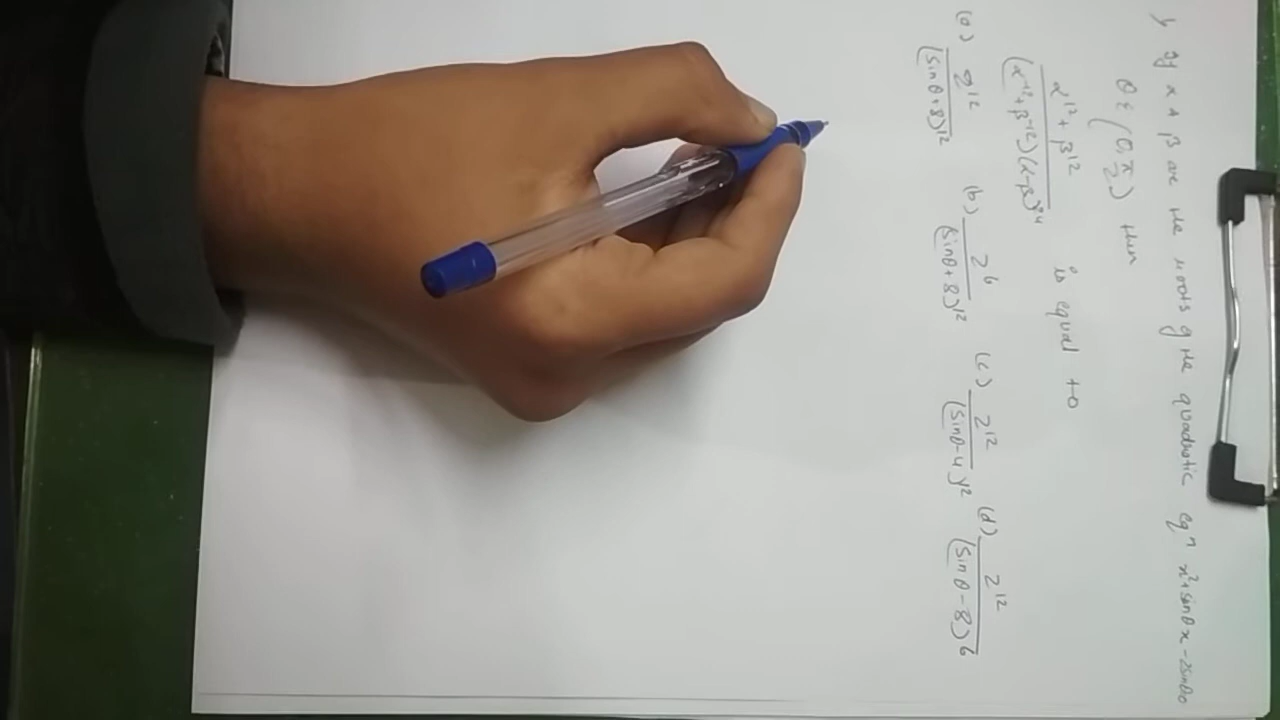 1) If α & β are the roots of the quadratic eqn x²+sinθx-2sinθ=0
θ∈(0,π/2) then
(α¹²+β¹²)/((α⁻¹²+β⁻¹²)(α-β)²⁴) is equal to
(a) 2¹²/(sinθ+8)¹² (b) 2⁶/(sinθ+8)¹² (c) 2¹²/(sinθ-4)¹² (d) 2¹²/(sinθ-8)⁶